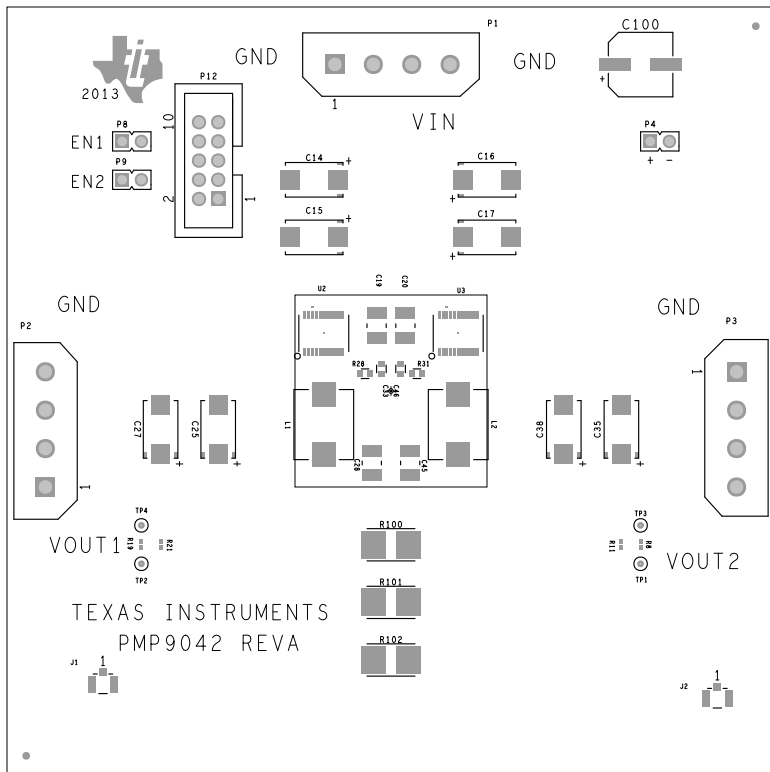 P1
C100
GND
GND
P12
2013
1
+
VIN
10
P8
EN1
P4
+ -
P9
EN2
2
1
C14
+
C16
+
C15
+
C17
+
GND
P2
U2
C19
C20
U3
GND
P3
1
R28
C33
C46
R31
L1
L2
C27
C25
+
+
C28
C45
C38
C35
+
+
1
TP4
VOUT1
R19
R21
TP2
R100
TP3
R11
R8
VOUT2
TP1
R101
TEXAS INSTRUMENTS
PMP9042 REVA
R102
J1
1
J2
1